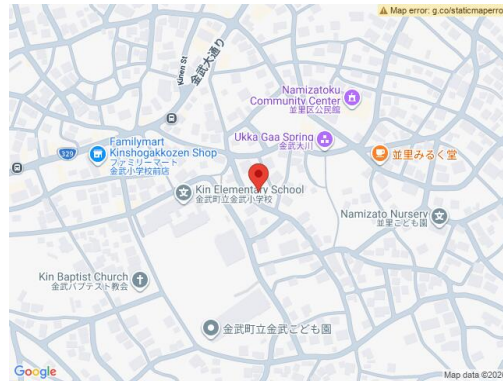 Map error: g.co/staticmaperro
Kinen St
金武大通り
Namizatoku
Community Center
並里区公民館
Ukka Gaa Spring
金武大川
Familymart
Kinshogakkozen Shop
ファミリーマート
金武小学校前店
329
並里みるく堂
Kin Elementary School
金武町立金武小学校
Namizato Nurserv
並里こども園
Kin Baptist Church
金武バプテスト教会
金武町立金武こども園
Google
Map data ©202